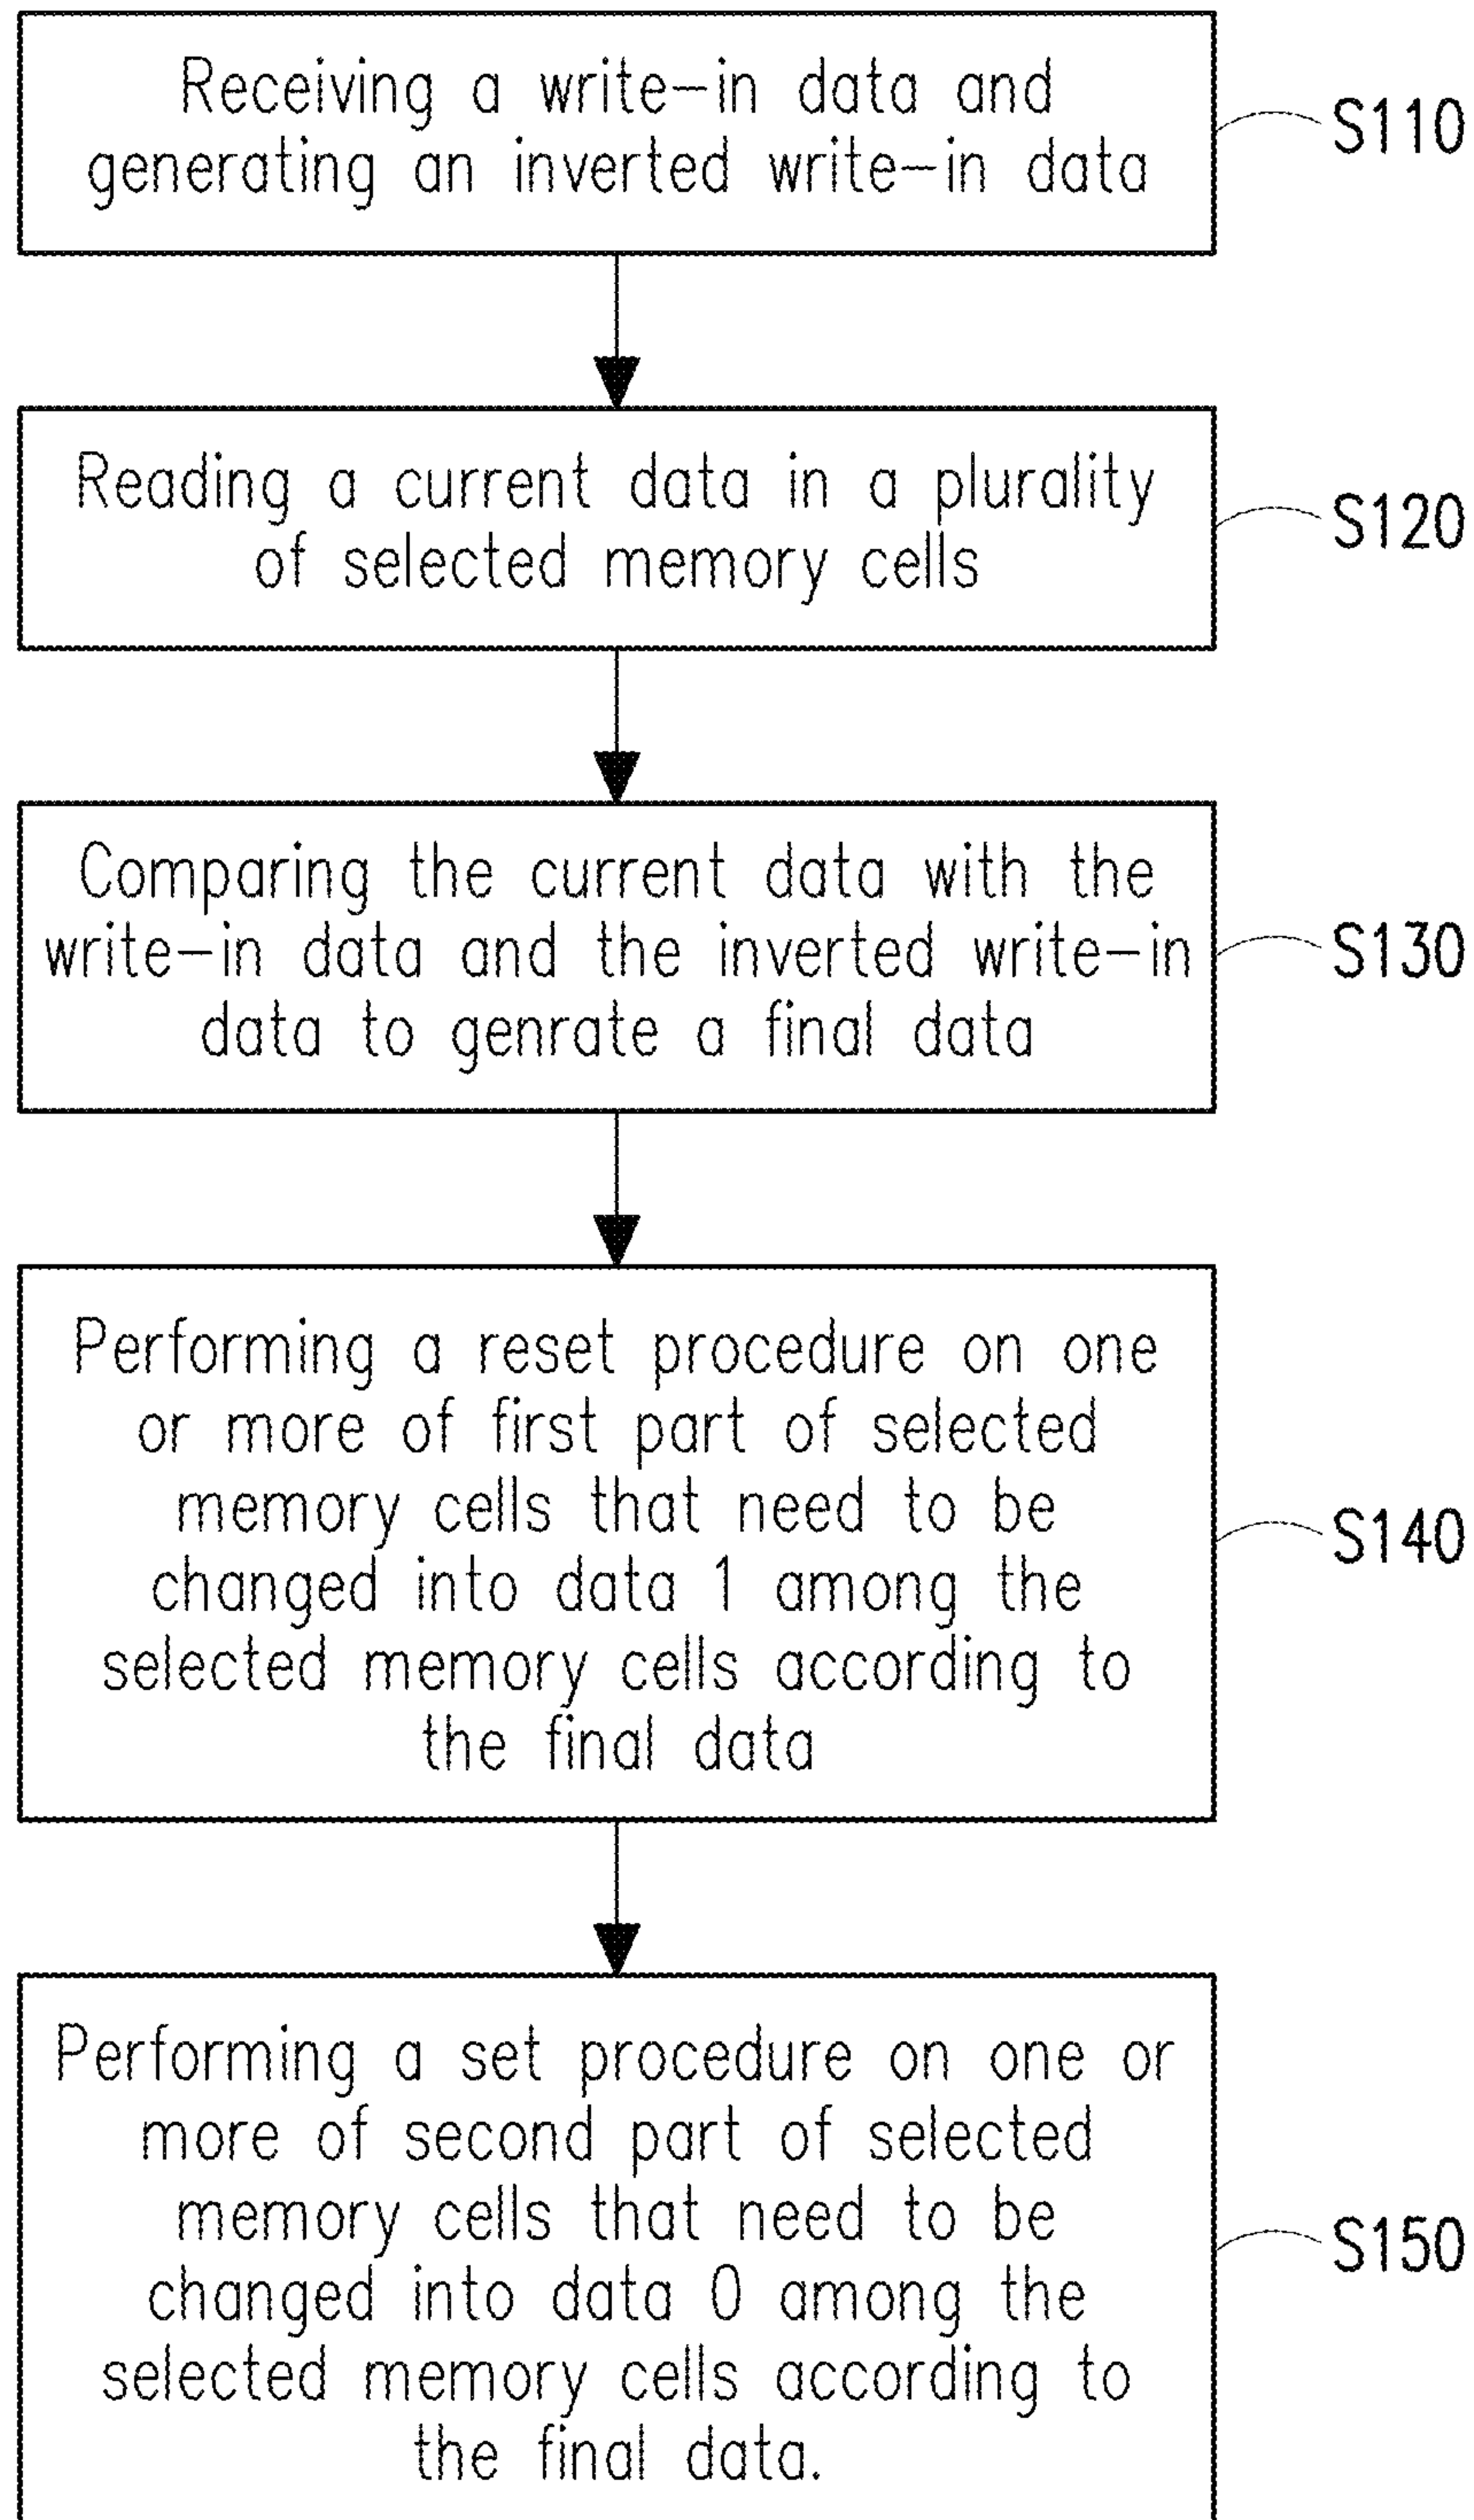 Receiving a write-in data and
generating an inverted write-in data
S110
Reading a current data in a plurality
of selected memory cells
S120
Comparing the current data with the
write-in data and the inverted write-in
data to genrate a final data
S130
Performing a reset procedure on one
or more of first part of selected
memory cells that need to be
changed into data 1 among the
selected memory cells according to
the final data
S140
Performing a set procedure on one or
more of second part of selected
memory cells that need to be
changed into data 0 among the
selected memory cells according to
the final data.
S150